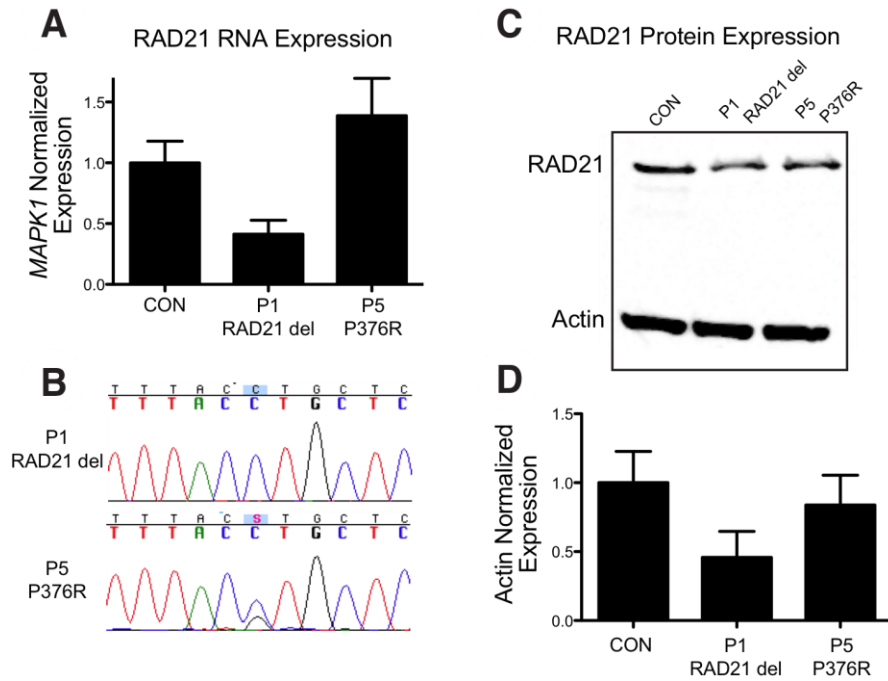 A
RAD21 RNA Expression
MAPK1 Normalized
Expression
1.5
1.0
0.5
0.0
CON
P1
RAD21 del
P5
P376R
B
P1
RAD21 del
T T T A C C T G C T C
T T T A C C T G C T C
P5
P376R
T T T A C S T G C T C
T T T A C C T G C T C
C
RAD21 Protein Expression
CON
P1
RAD21 del
P5
P376R
RAD21
Actin
D
Actin Normalized
Expression
1.5
1.0
0.5
0.0
CON
P1
RAD21 del
P5
P376R